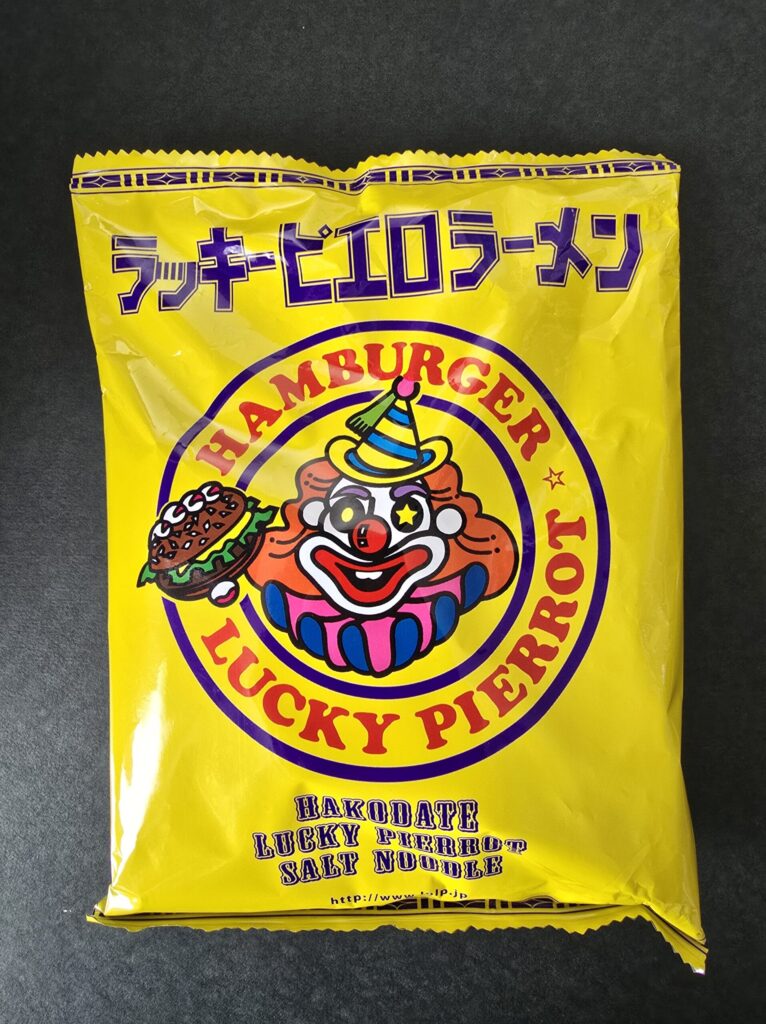 ラッキーピエロラーメン
HAMBURGER ☆
LUCKY PIERROT
HAKODATE
LUCKY PIERROT
SALT NOODLE